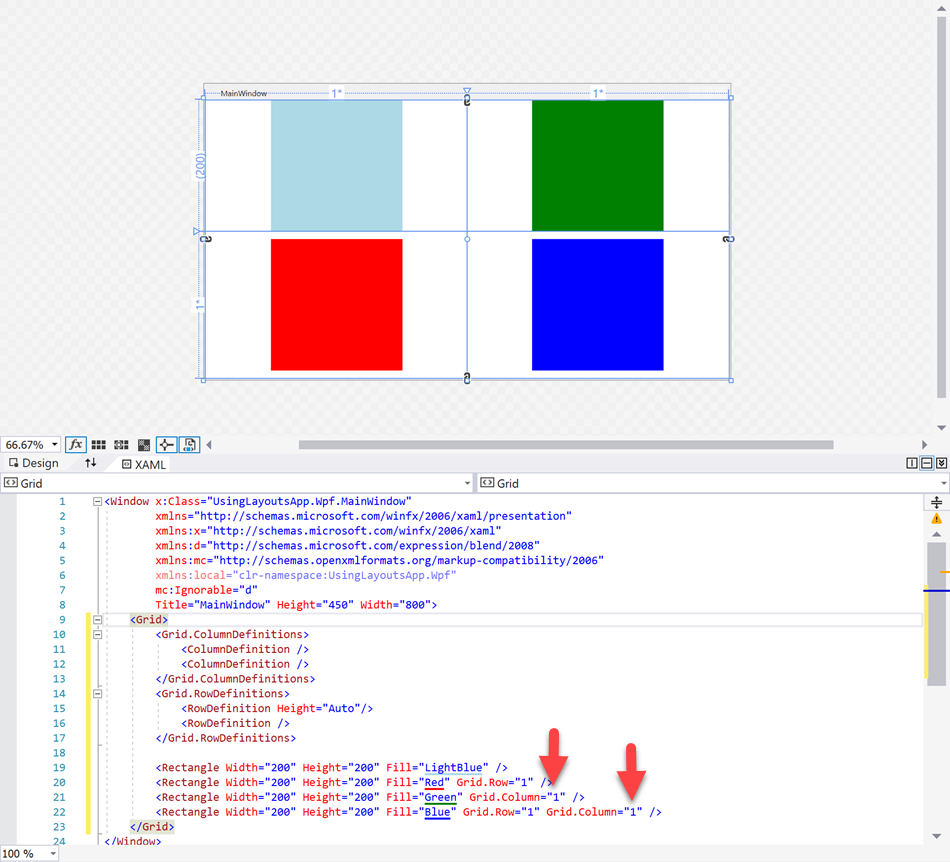 MainWindow
1*
1*
(200)
1*
66.67%
fx
Design
XAML
Grid
Grid
1 <Window x:Class="UsingLayoutsApp.Wpf.MainWindow"
2 xmlns="http://schemas.microsoft.com/winfx/2006/xaml/presentation"
3 xmlns:x="http://schemas.microsoft.com/winfx/2006/xaml"
4 xmlns:d="http://schemas.microsoft.com/expression/blend/2008"
5 xmlns:mc="http://schemas.openxmlformats.org/markup-compatibility/2006"
6 xmlns:local="clr-namespace:UsingLayoutsApp.Wpf"
7 mc:Ignorable="d"
8 Title="MainWindow" Height="450" Width="800">
9 <Grid>
10 <Grid.ColumnDefinitions>
11 <ColumnDefinition />
12 <ColumnDefinition />
13 </Grid.ColumnDefinitions>
14 <Grid.RowDefinitions>
15 <RowDefinition Height="Auto"/>
16 <RowDefinition />
17 </Grid.RowDefinitions>
18
19 <Rectangle Width="200" Height="200" Fill="LightBlue" />
20 <Rectangle Width="200" Height="200" Fill="Red" Grid.Row="1" />
21 <Rectangle Width="200" Height="200" Fill="Green" Grid.Column="1" />
22 <Rectangle Width="200" Height="200" Fill="Blue" Grid.Row="1" Grid.Column="1" />
23 </Grid>
24 </Window>
100 %